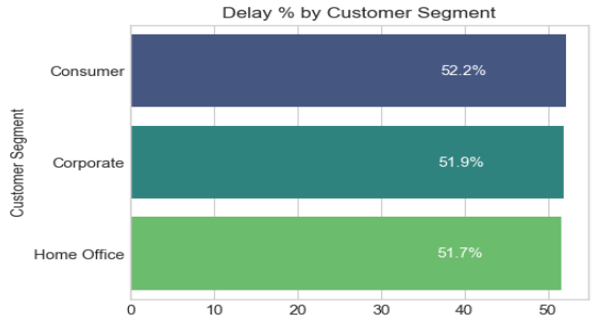 Delay % by Customer Segment
Customer Segment
Consumer
52.2%
Corporate
51.9%
Home Office
51.7%
0 10 20 30 40 50